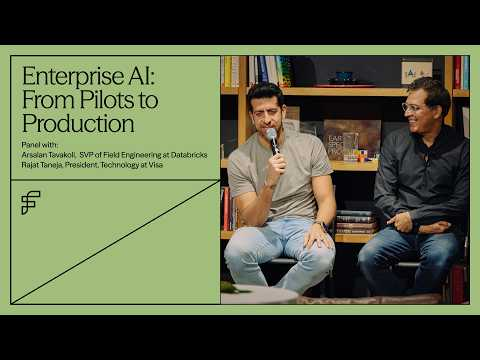 Enterprise AI:
From Pilots to
Production
Panel with:
Arsalan Tavakoli, SVP of Field Engineering at Databricks
Rajat Taneja, President, Technology at Visa